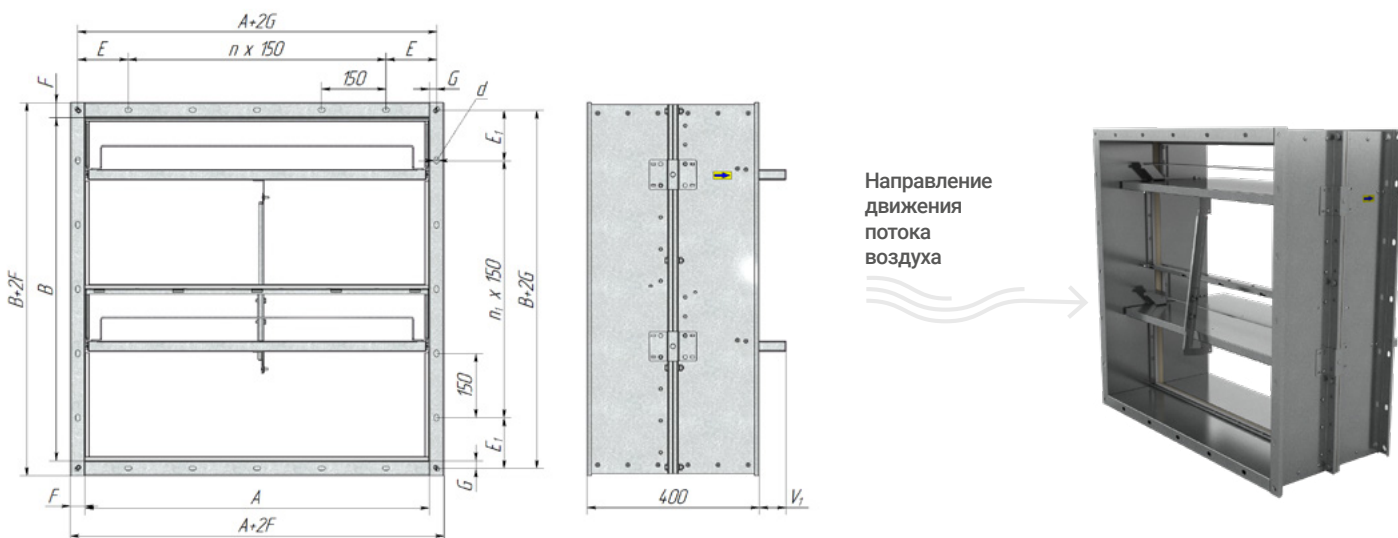 A+2G
E
n x 150
E
150
G
d
F
E₁
B+2F
B
n₁ x 150
B+2G
150
E₁
G
F
A
A+2F
400
V₁
Направление
движения
потока
воздуха